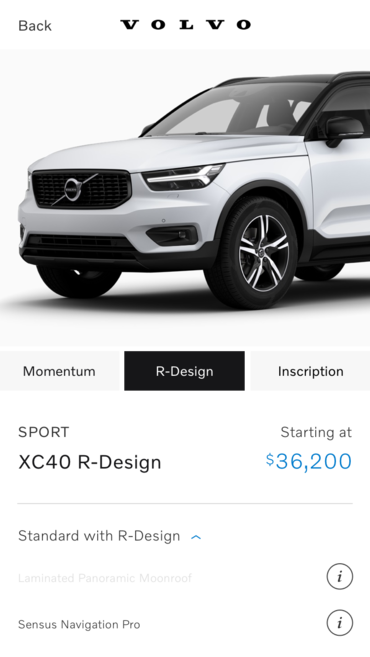 Back
VOLVO
Momentum
R-Design
Inscription
SPORT
Starting at
XC40 R-Design
$36,200
Standard with R-Design
Laminated Panoramic Moonroof
i
Sensus Navigation Pro
i